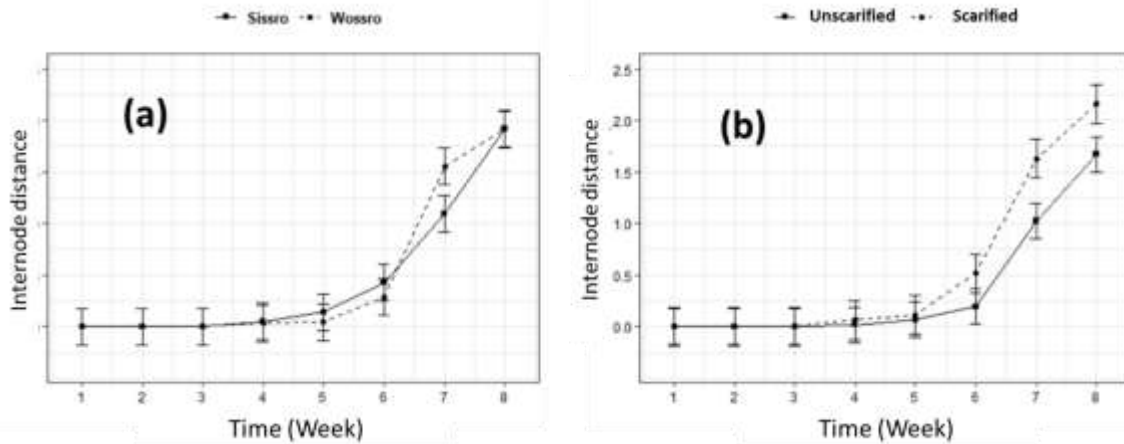 Sissro Wossro
(a)
Internode distance
1 2 3 4 5 6 7 8
Time (Week)
Unscarified Scarified
(b)
Internode distance
2.5
2.0
1.5
1.0
0.5
0.0
1 2 3 4 5 6 7 8
Time (Week)